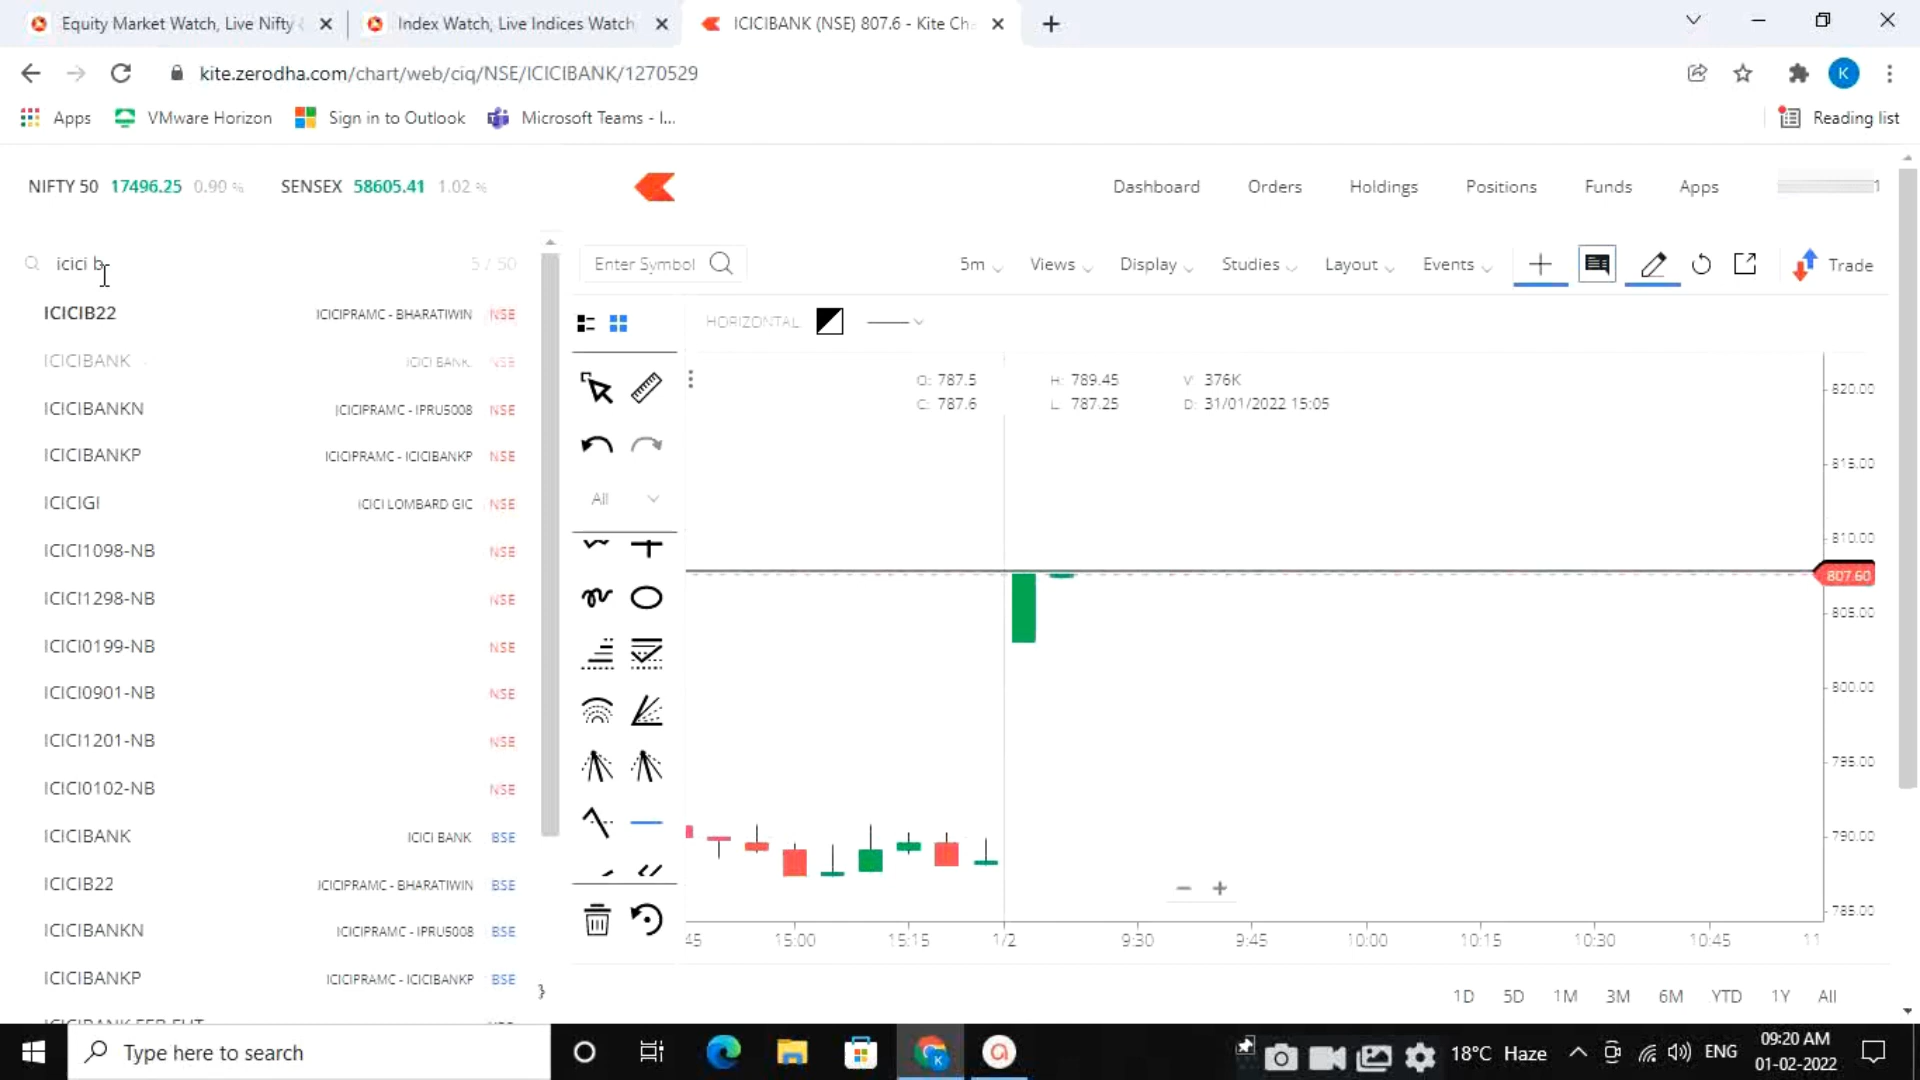 Equity Market Watch, Live Nifty
Index Watch, Live Indices Watch
ICICIBANK (NSE) 807.6 - Kite Ch
kite.zerodha.com/chart/web/ciq/NSE/ICICIBANK/1270529
K
Apps VMware Horizon Sign in to Outlook Microsoft Teams - I... Reading list
NIFTY 50 17496.25 0.90 % SENSEX 58605.41 1.02 %
Dashboard Orders Holdings Positions Funds Apps 1
icici b 5 / 50
Enter Symbol 5m Views Display Studies Layout Events Trade
ICICIB22 ICICIPRAMC - BHARATIWIN NSE
ICICIBANK ICICI BANK NSE
ICICIBANKN ICICIPRAMC - IPRU5008 NSE
ICICIBANKP ICICIPRAMC - ICICIBANKP NSE
ICICIGI ICICI LOMBARD GIC NSE
ICICI1098-NB NSE
ICICI1298-NB NSE
ICICI0199-NB NSE
ICICI0901-NB NSE
ICICI1201-NB NSE
ICICI0102-NB NSE
ICICIBANK ICICI BANK BSE
ICICIB22 ICICIPRAMC - BHARATIWIN BSE
ICICIBANKN ICICIPRAMC - IPRU5008 BSE
ICICIBANKP ICICIPRAMC - ICICIBANKP BSE
HORIZONTAL
All
O: 787.5 H: 789.45 V: 376K
C: 787.6 L: 787.25 D: 31/01/2022 15:05
820.00
815.00
810.00
807.60
805.00
800.00
795.00
790.00
785.00
45 15:00 15:15 1/2 9:30 9:45 10:00 10:15 10:30 10:45 11
1D 5D 1M 3M 6M YTD 1Y All
Type here to search
18°C Haze ENG
09:20 AM
01-02-2022